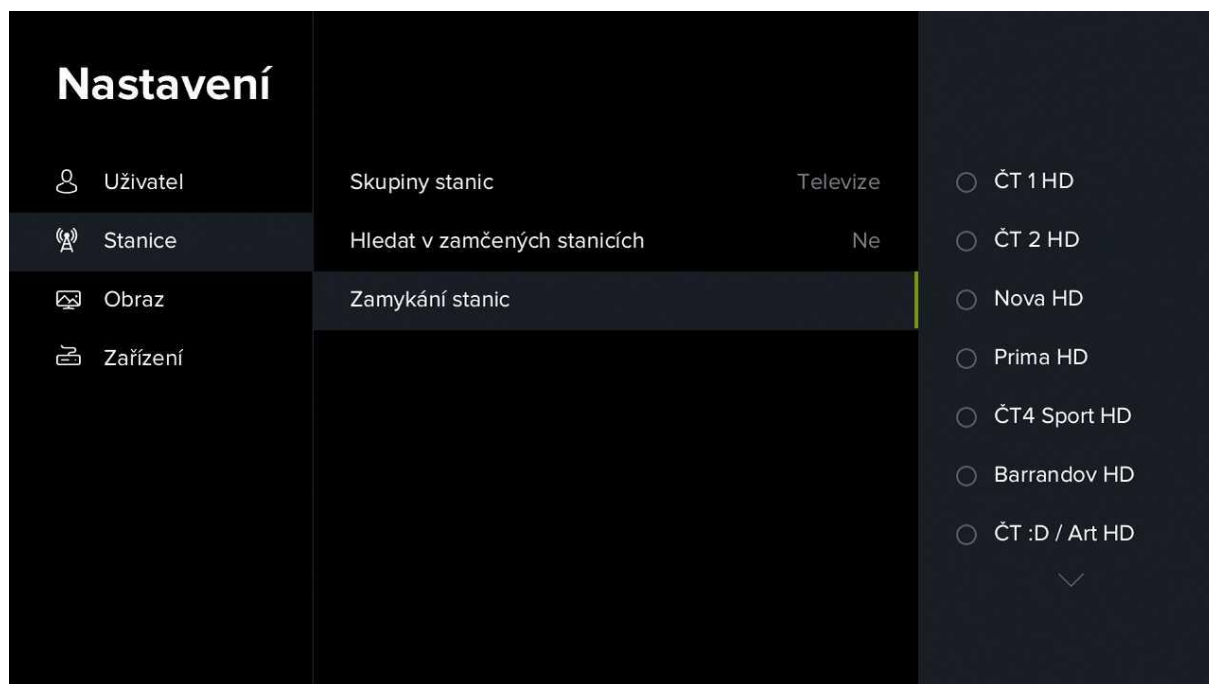 Nastavení
Uživatel
Stanice
Obraz
Zařízení
Skupiny stanic Televize
Hledat v zamčených stanicích Ne
Zamykání stanic
ČT 1 HD
ČT 2 HD
Nova HD
Prima HD
ČT4 Sport HD
Barrandov HD
ČT :D / Art HD